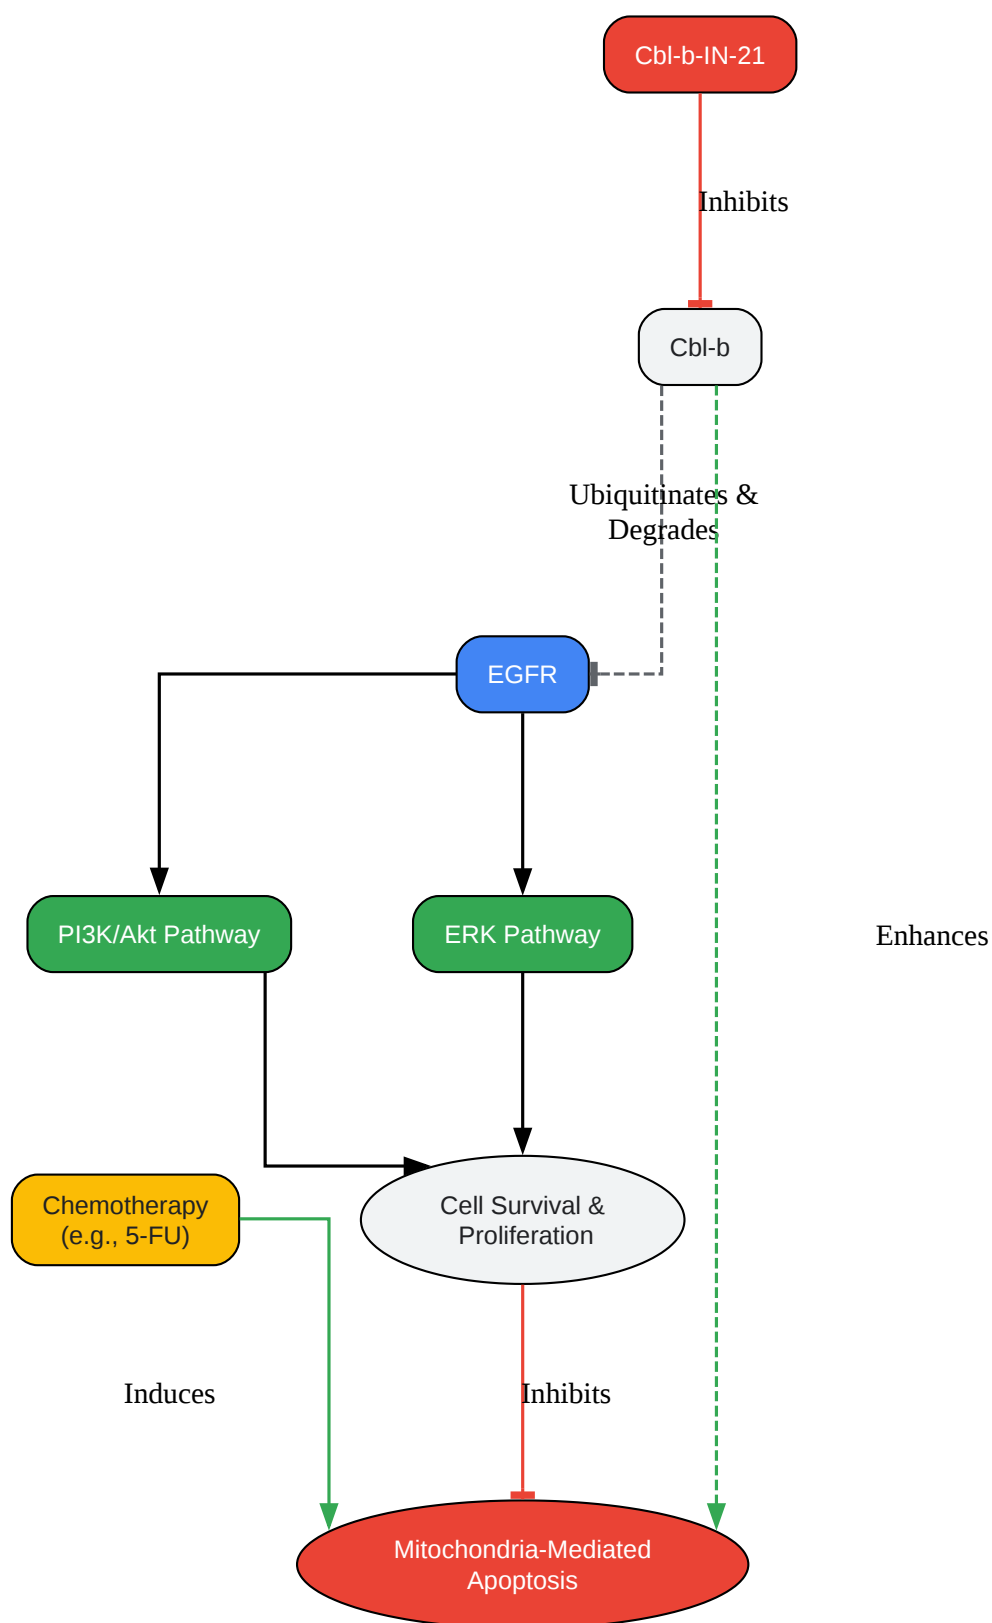 Cbl-b-IN-21
Inhibits
Cbl-b
Ubiquitinates &
Degrades
EGFR
PI3K/Akt Pathway
ERK Pathway
Enhances
Chemotherapy
(e.g., 5-FU)
Cell Survival &
Proliferation
Induces
Inhibits
Mitochondria-Mediated
Apoptosis